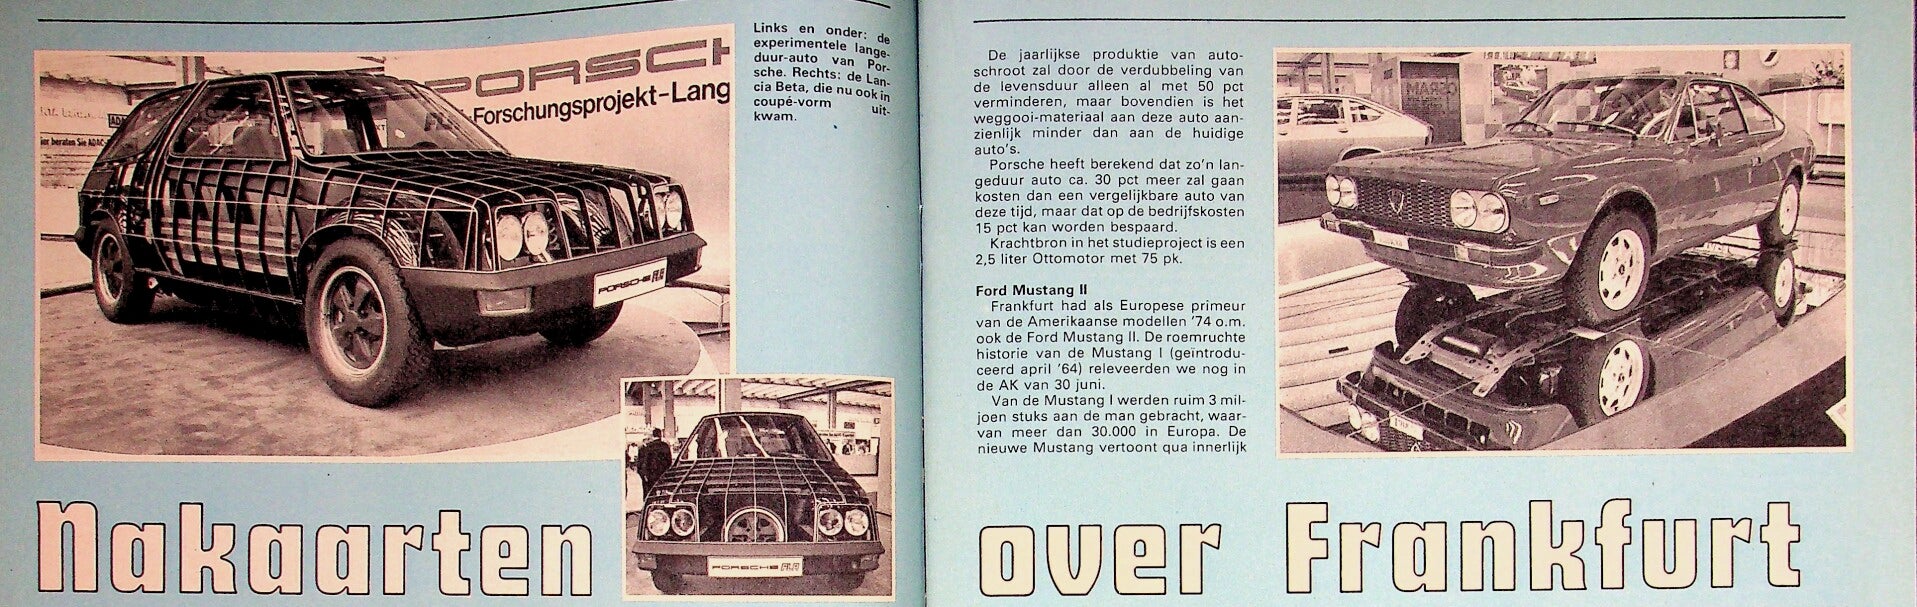 Links en onder: de
experimentele lange-
duur-auto van Por-
sche. Rechts: de Lan-
cia Beta, die nu ook in
coupé-vorm uit-
kwam.
PORSCH
FLA-Forschungsprojekt-Lang
ior beraten Sie ADAC-
PORSCHE FLA
PORSCHE FLA
De jaarlijkse produktie van auto-
schroot zal door de verdubbeling van
de levensduur alleen al met 50 pct
verminderen, maar bovendien is het
weggooi-materiaal aan deze auto aan-
zienlijk minder dan aan de huidige
auto's.
Porsche heeft berekend dat zo'n lan-
geduur auto ca. 30 pct meer zal gaan
kosten dan een vergelijkbare auto van
deze tijd, maar dat op de bedrijfskosten
15 pct kan worden bespaard.
Krachtbron in het studieproject is een
2,5 liter Ottomotor met 75 pk.
Ford Mustang II
Frankfurt had als Europese primeur
van de Amerikaanse modellen '74 o.m.
ook de Ford Mustang II. De roemruchte
historie van de Mustang I (geïntrodu-
ceerd april '64) releveerden we nog in
de AK van 30 juni.
Van de Mustang I werden ruim 3 mil-
joen stuks aan de man gebracht, waar-
van meer dan 30.000 in Europa. De
nieuwe Mustang vertoont qua innerlijk
OSRAM
Nakaarten over Frankfurt